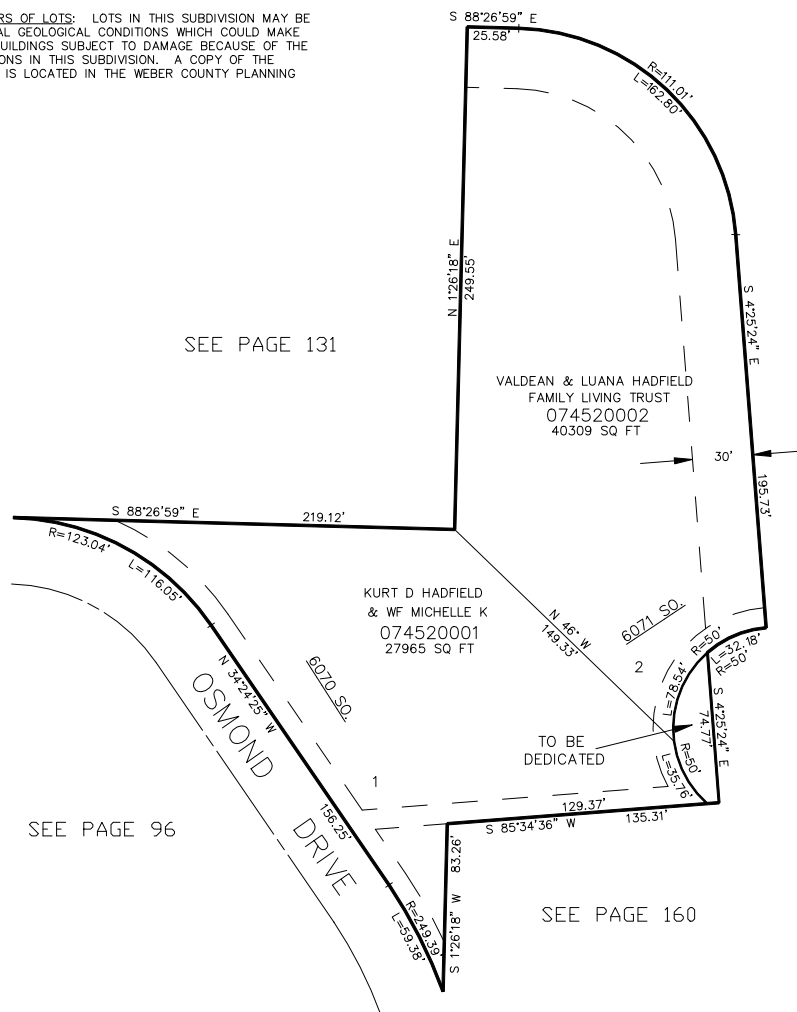 RS OF LOTS: LOTS IN THIS SUBDIVISION MAY BE
AL GEOLOGICAL CONDITIONS WHICH COULD MAKE
UILDINGS SUBJECT TO DAMAGE BECAUSE OF THE
ONS IN THIS SUBDIVISION. A COPY OF THE
IS LOCATED IN THE WEBER COUNTY PLANNING
S 88°26'59" E
25.58'
R=111.01'
L=162.80'
N 1°26'18" E
249.55'
S 4°25'24" E
195.73'
SEE PAGE 131
VALDEAN & LUANA HADFIELD
FAMILY LIVING TRUST
074520002
40309 SQ FT
30'
S 88°26'59" E
219.12'
R=123.04'
L=116.05'
KURT D HADFIELD
& WF MICHELLE K
074520001
27965 SQ FT
N 46° W
149.33'
6071 SQ.
2
R=50'
L=32.18'
R=50'
L=78.54'
S 4°25'24" E
74.77'
N 34°24'25" W
156.25'
6070 SQ.
OSMOND
DRIVE
TO BE
DEDICATED
R=50'
L=35.76'
1
129.37'
S 85°34'36" W
135.31'
SEE PAGE 96
83.26'
S 1°26'18" W
R=249.39'
L=59.38'
SEE PAGE 160